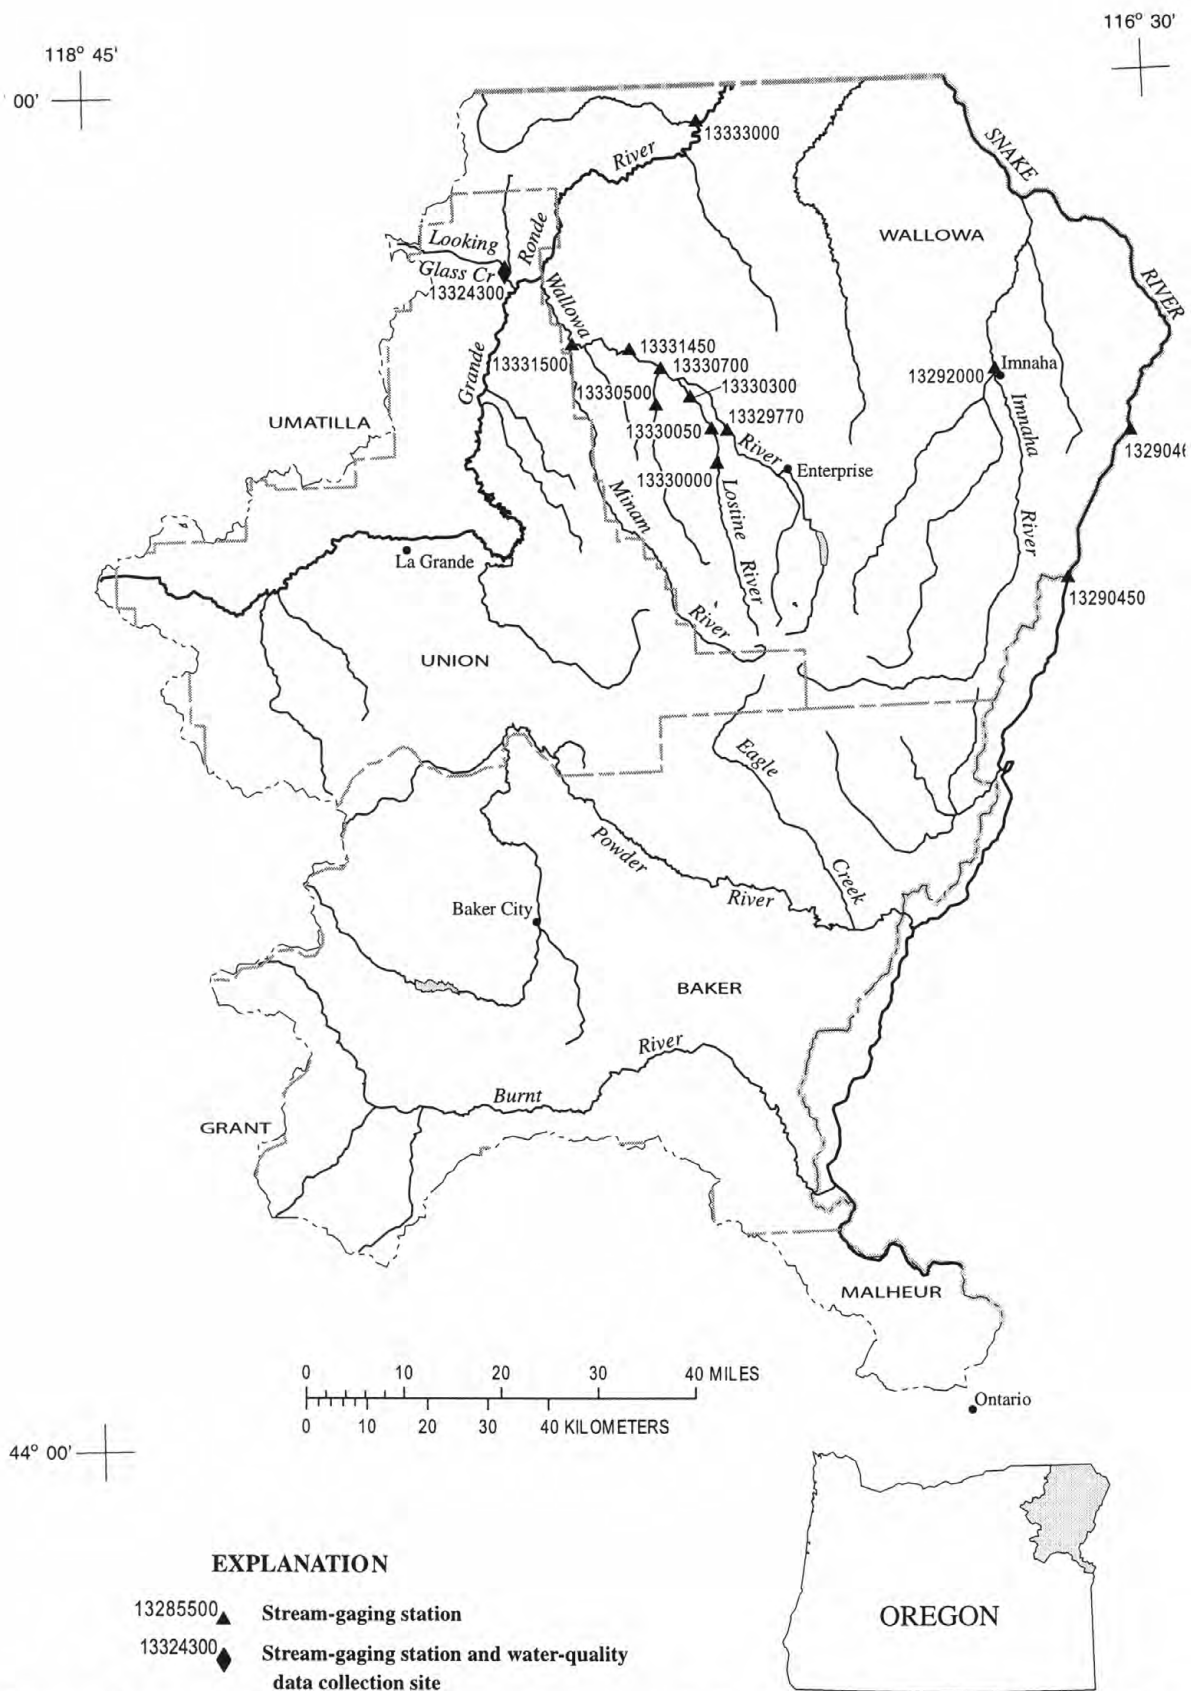 118° 45'
116° 30'
00'
13333000
River
SNAKE
WALLOWA
Looking
Ronde
Glass Cr
13324300
Wallowa
RIVER
13331450
13331500
13330700
Grande
13330500
13330300
13292000
Imnaha
UMATILLA
13329770
13330050
Imnaha
River
1329046
Enterprise
13330000
Minam
Lostine
River
La Grande
River
13290450
River
UNION
Eagle
Powder
Creek
River
Baker City
BAKER
River
Burnt
GRANT
MALHEUR
0 10 20 30 40 MILES
0 10 20 30 40 KILOMETERS
Ontario
44° 00'
EXPLANATION
13285500 Stream-gaging station
13324300 Stream-gaging station and water-quality
data collection site
OREGON